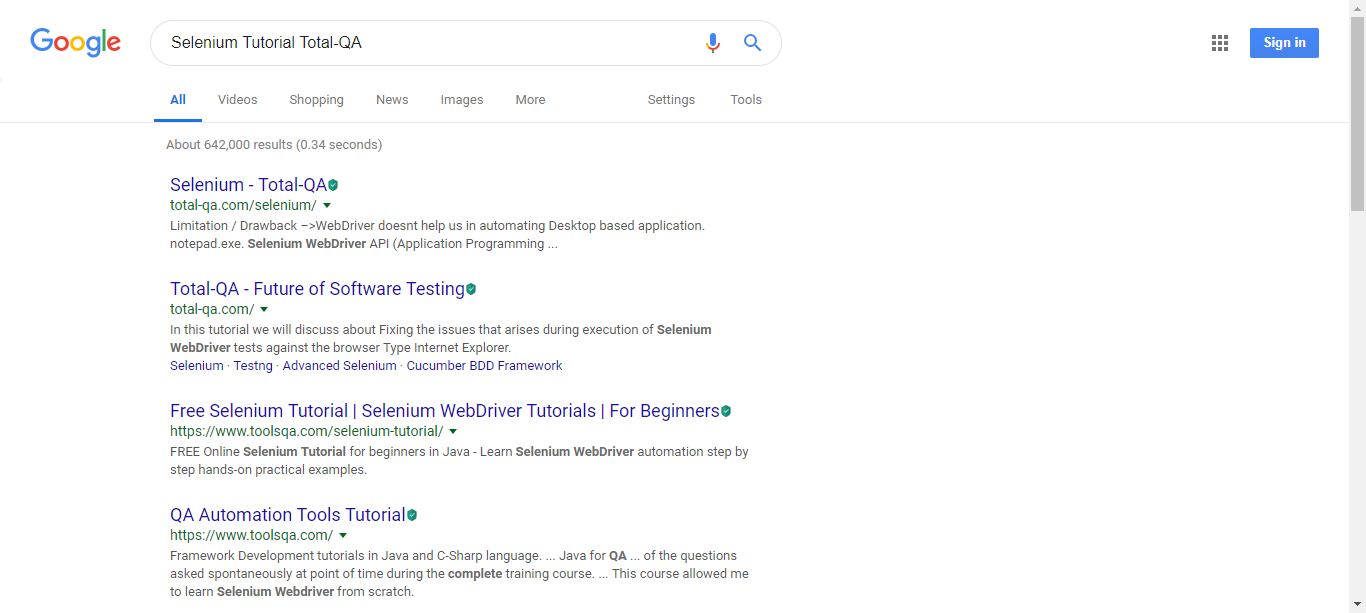 Google
Selenium Tutorial Total-QA
Sign in
All Videos Shopping News Images More Settings Tools
About 642,000 results (0.34 seconds)
Selenium - Total-QA
total-qa.com/selenium/
Limitation / Drawback –>WebDriver doesnt help us in automating Desktop based application.
notepad.exe. Selenium WebDriver API (Application Programming ...
Total-QA - Future of Software Testing
total-qa.com/
In this tutorial we will discuss about Fixing the issues that arises during execution of Selenium
WebDriver tests against the browser Type Internet Explorer.
Selenium · Testng · Advanced Selenium · Cucumber BDD Framework
Free Selenium Tutorial | Selenium WebDriver Tutorials | For Beginners
https://www.toolsqa.com/selenium-tutorial/
FREE Online Selenium Tutorial for beginners in Java - Learn Selenium WebDriver automation step by
step hands-on practical examples.
QA Automation Tools Tutorial
https://www.toolsqa.com/
Framework Development tutorials in Java and C-Sharp language. ... Java for QA ... of the questions
asked spontaneously at point of time during the complete training course. ... This course allowed me
to learn Selenium Webdriver from scratch.